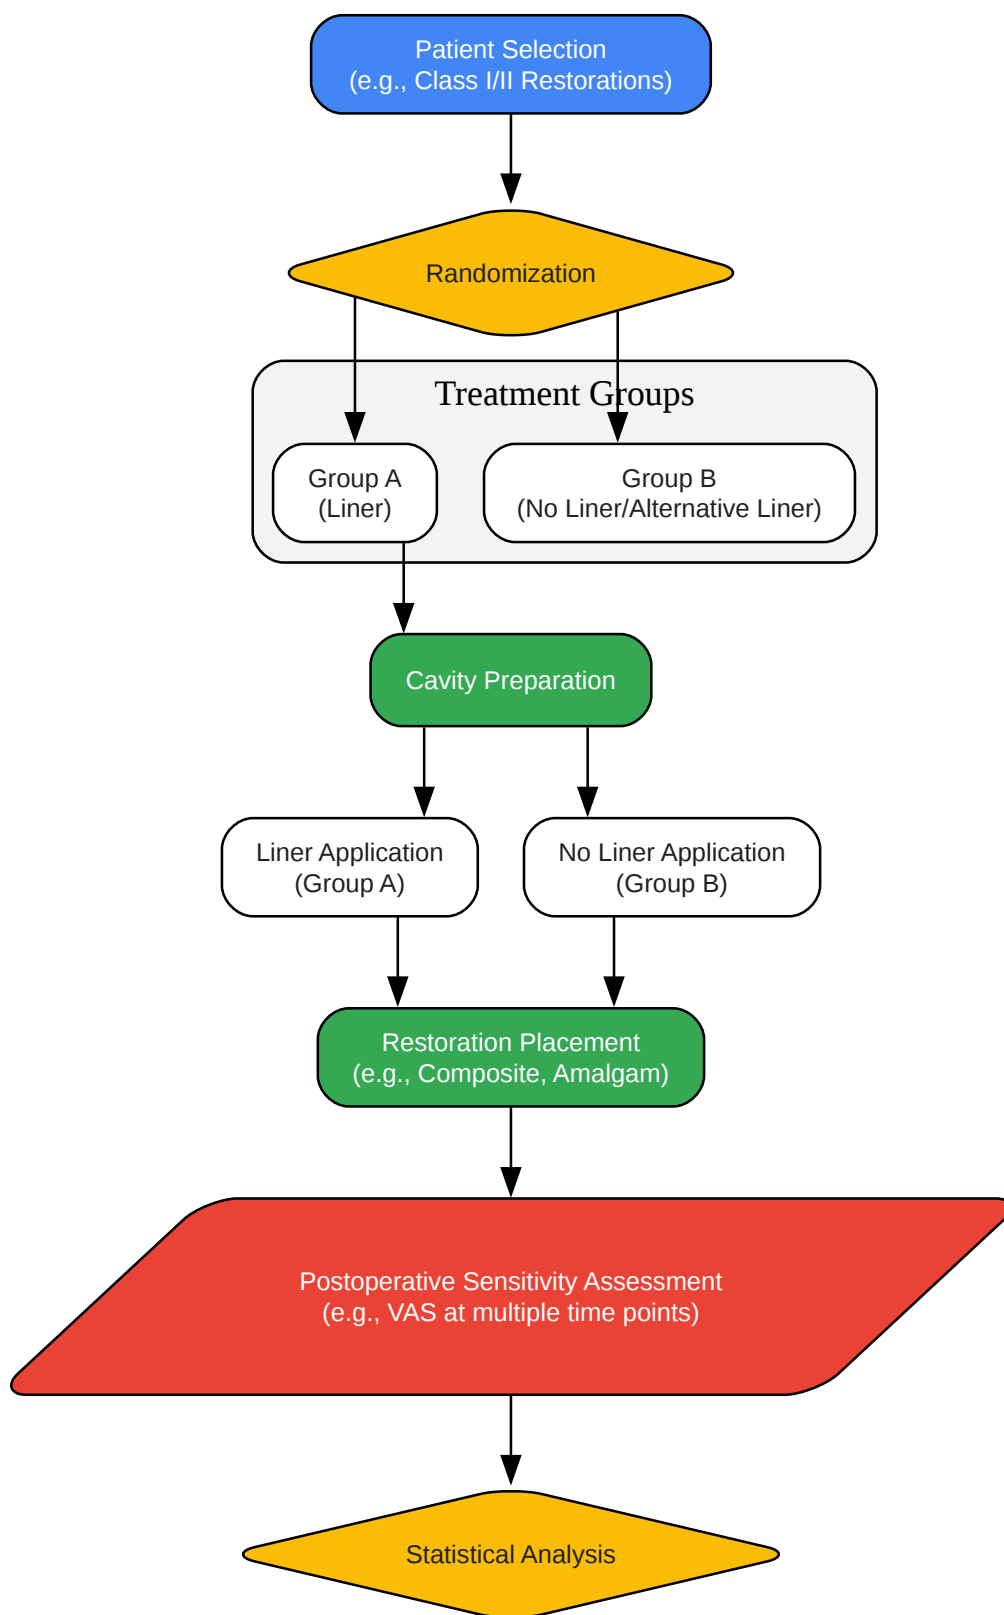 Patient Selection
(e.g., Class I/II Restorations)
Randomization
Treatment Groups
Group A
(Liner)
Group B
(No Liner/Alternative Liner)
Cavity Preparation
Liner Application
(Group A)
No Liner Application
(Group B)
Restoration Placement
(e.g., Composite, Amalgam)
Postoperative Sensitivity Assessment
(e.g., VAS at multiple time points)
Statistical Analysis